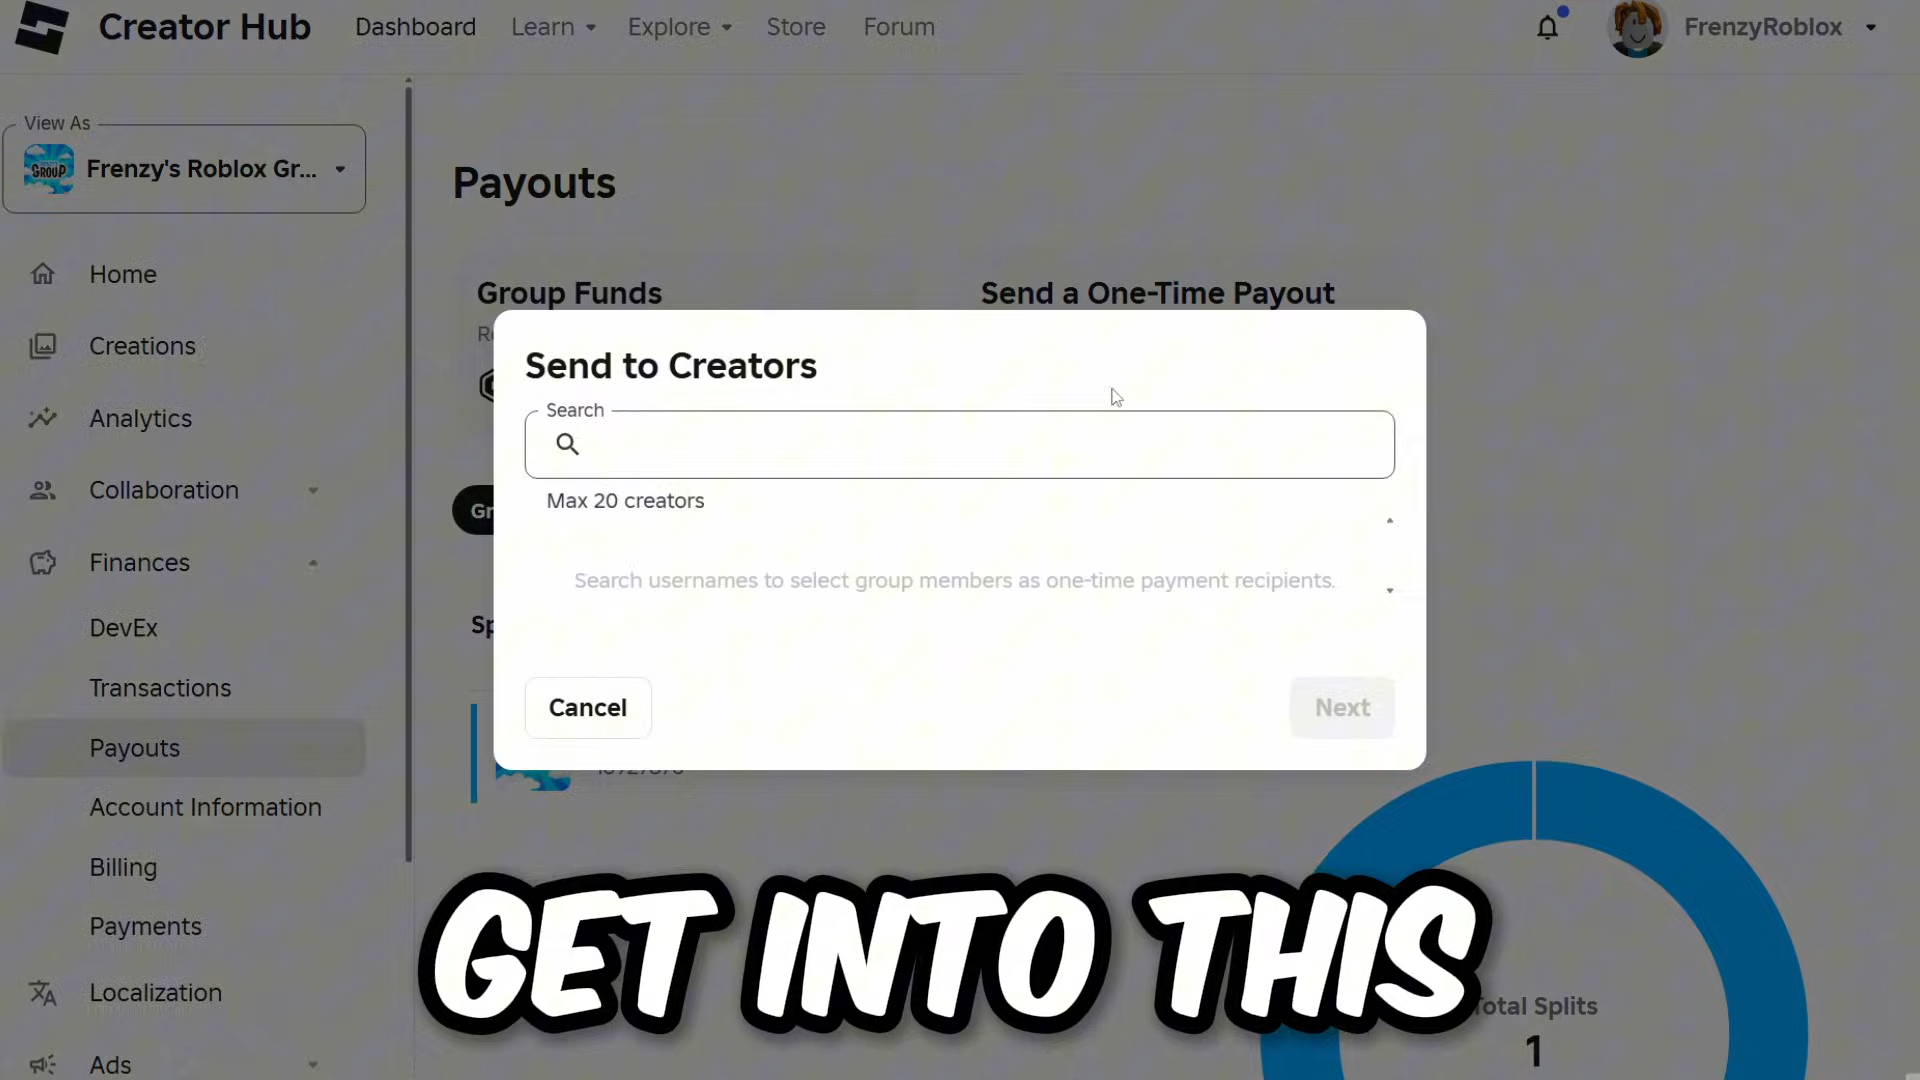 Creator Hub
Dashboard
Learn
Explore
Store
Forum
FrenzyRoblox
View As
GROUP
Frenzy's Roblox Gr...
Home
Creations
Analytics
Collaboration
Finances
DevEx
Transactions
Payouts
Account Information
Billing
Payments
Localization
Ads
Payouts
Group Funds
Send a One-Time Payout
Send to Creators
Search
Max 20 creators
Search usernames to select group members as one-time payment recipients.
Cancel
Next
GET INTO THIS
Total Splits
1